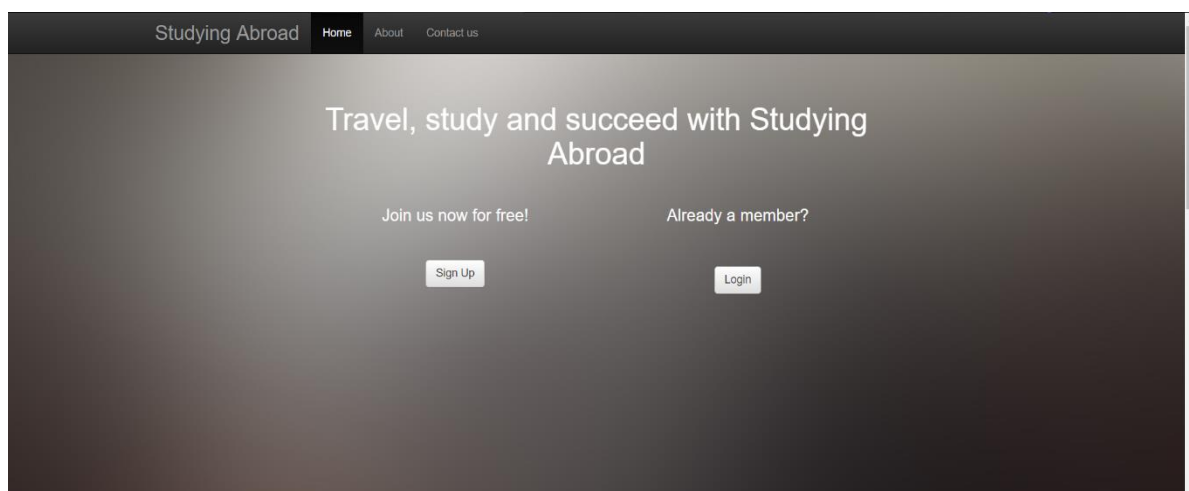 Studying Abroad Home About Contact us
Travel, study and succeed with Studying
Abroad
Join us now for free! Already a member?
Sign Up
Login